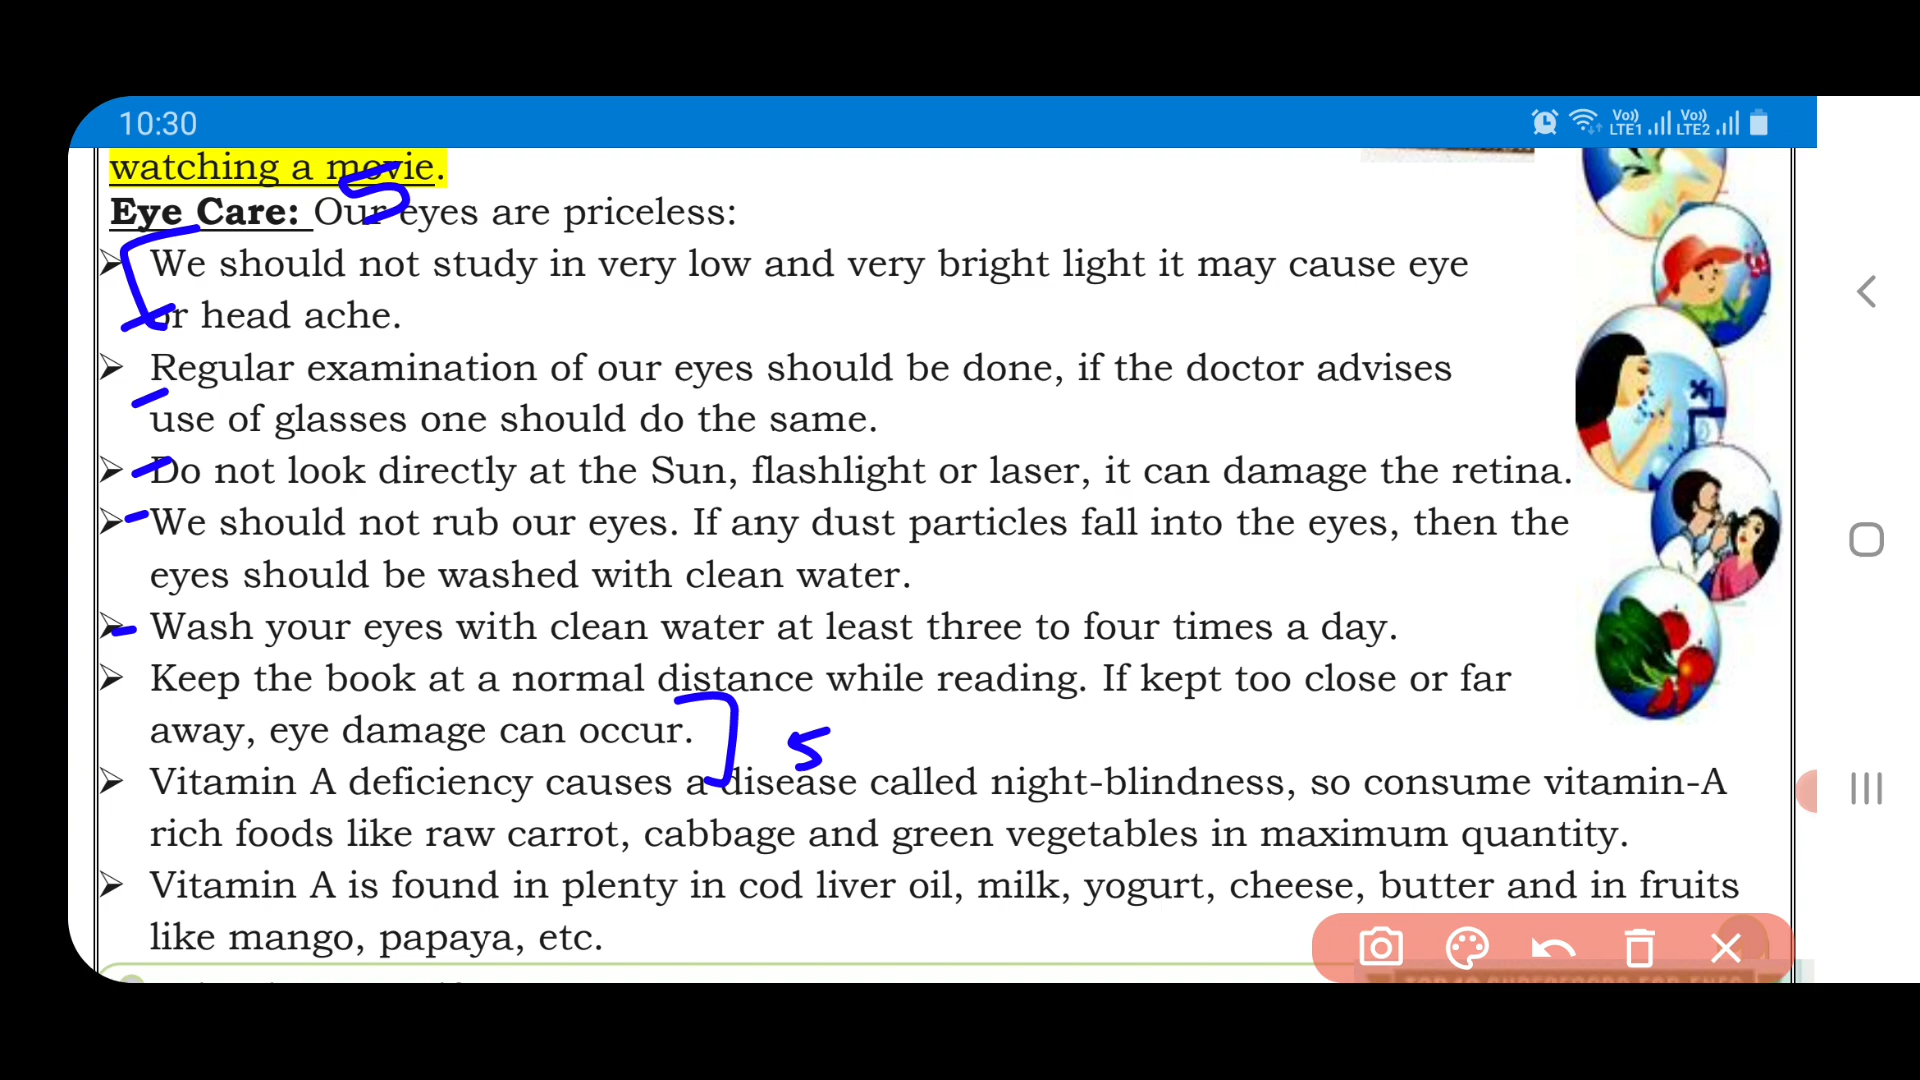 10:30
Vo)) LTE1 Vo)) LTE2
watching a movie.
5
Eye Care: Our eyes are priceless:
➢ We should not study in very low and very bright light it may cause eye
or head ache.
➢ Regular examination of our eyes should be done, if the doctor advises
use of glasses one should do the same.
➢ Do not look directly at the Sun, flashlight or laser, it can damage the retina.
➢ We should not rub our eyes. If any dust particles fall into the eyes, then the
eyes should be washed with clean water.
➢ Wash your eyes with clean water at least three to four times a day.
➢ Keep the book at a normal distance while reading. If kept too close or far
away, eye damage can occur.
5
➢ Vitamin A deficiency causes a disease called night-blindness, so consume vitamin-A
rich foods like raw carrot, cabbage and green vegetables in maximum quantity.
➢ Vitamin A is found in plenty in cod liver oil, milk, yogurt, cheese, butter and in fruits
like mango, papaya, etc.